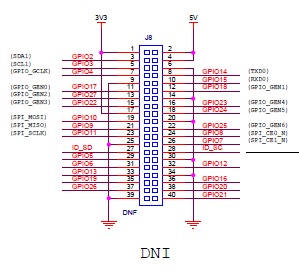 3V3 5V
J8
1 2
(SDA1) GPIO2 3 4
(SCL1) GPIO3 5 6
(GPIO_GCLK) GPIO4 7 8 GPIO14 (TXD0)
9 10 GPIO15 (RXD0)
(GPIO_GEN0) GPIO17 11 12 GPIO18 (GPIO_GEN1)
(GPIO_GEN2) GPIO27 13 14
(GPIO_GEN3) GPIO22 15 16 GPIO23 (GPIO_GEN4)
17 18 GPIO24 (GPIO_GEN5)
(SPI_MOSI) GPIO10 19 20
(SPI_MISO) GPIO9 21 22 GPIO25 (GPIO_GEN6)
(SPI_SCLK) GPIO11 23 24 GPIO8 (SPI_CE0_N)
25 26 GPIO7 (SPI_CE1_N)
ID_SD 27 28 ID_SC
GPIO5 29 30
GPIO6 31 32 GPIO12
GPIO13 33 34
GPIO19 35 36 GPIO16
GPIO26 37 38 GPIO20
39 40 GPIO21
DNF
DNI